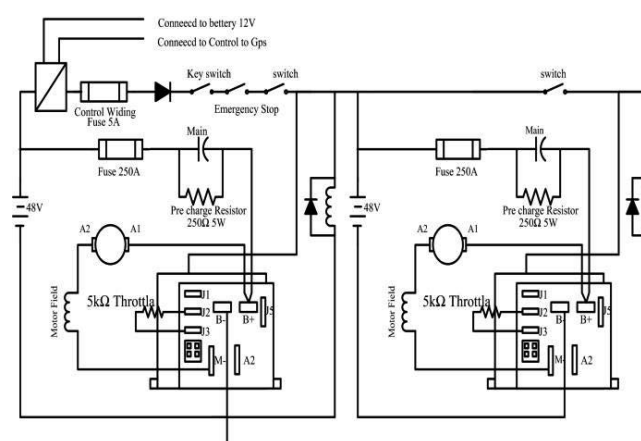 Conneecd to bettery 12V
Conneecd to Control to Gps
Key switch
switch
switch
Control Widing
Fuse 5A
Emergency Stop
Main
Main
Fuse 250A
Fuse 250A
Pre charge Resistor
250Ω 5W
Pre charge Resistor
250Ω 5W
48V
48V
A2
A1
A2
A1
Motor Field
5kΩ Throttla
J1
J2
J3
B-
B+
J5
M-
A2
Motor Field
5kΩ Throttla
J1
J2
J3
B-
B+
J5
M-
A2